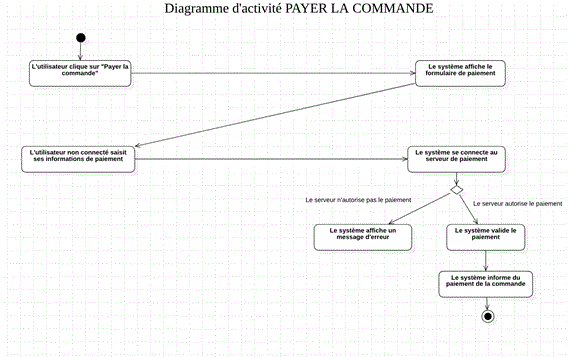 Diagramme d'activité PAYER LA COMMANDE
L'utilisateur clique sur "Payer la
commande"
Le système affiche le
formulaire de paiement
L'utilisateur non connecté saisit
ses informations de paiement
Le système se connecte au
serveur de paiement
Le serveur n'autorise pas le paiement
Le serveur autorise le paiement
Le système affiche un
message d'erreur
Le système valide le
paiement
Le système informe du
paiement de la commande